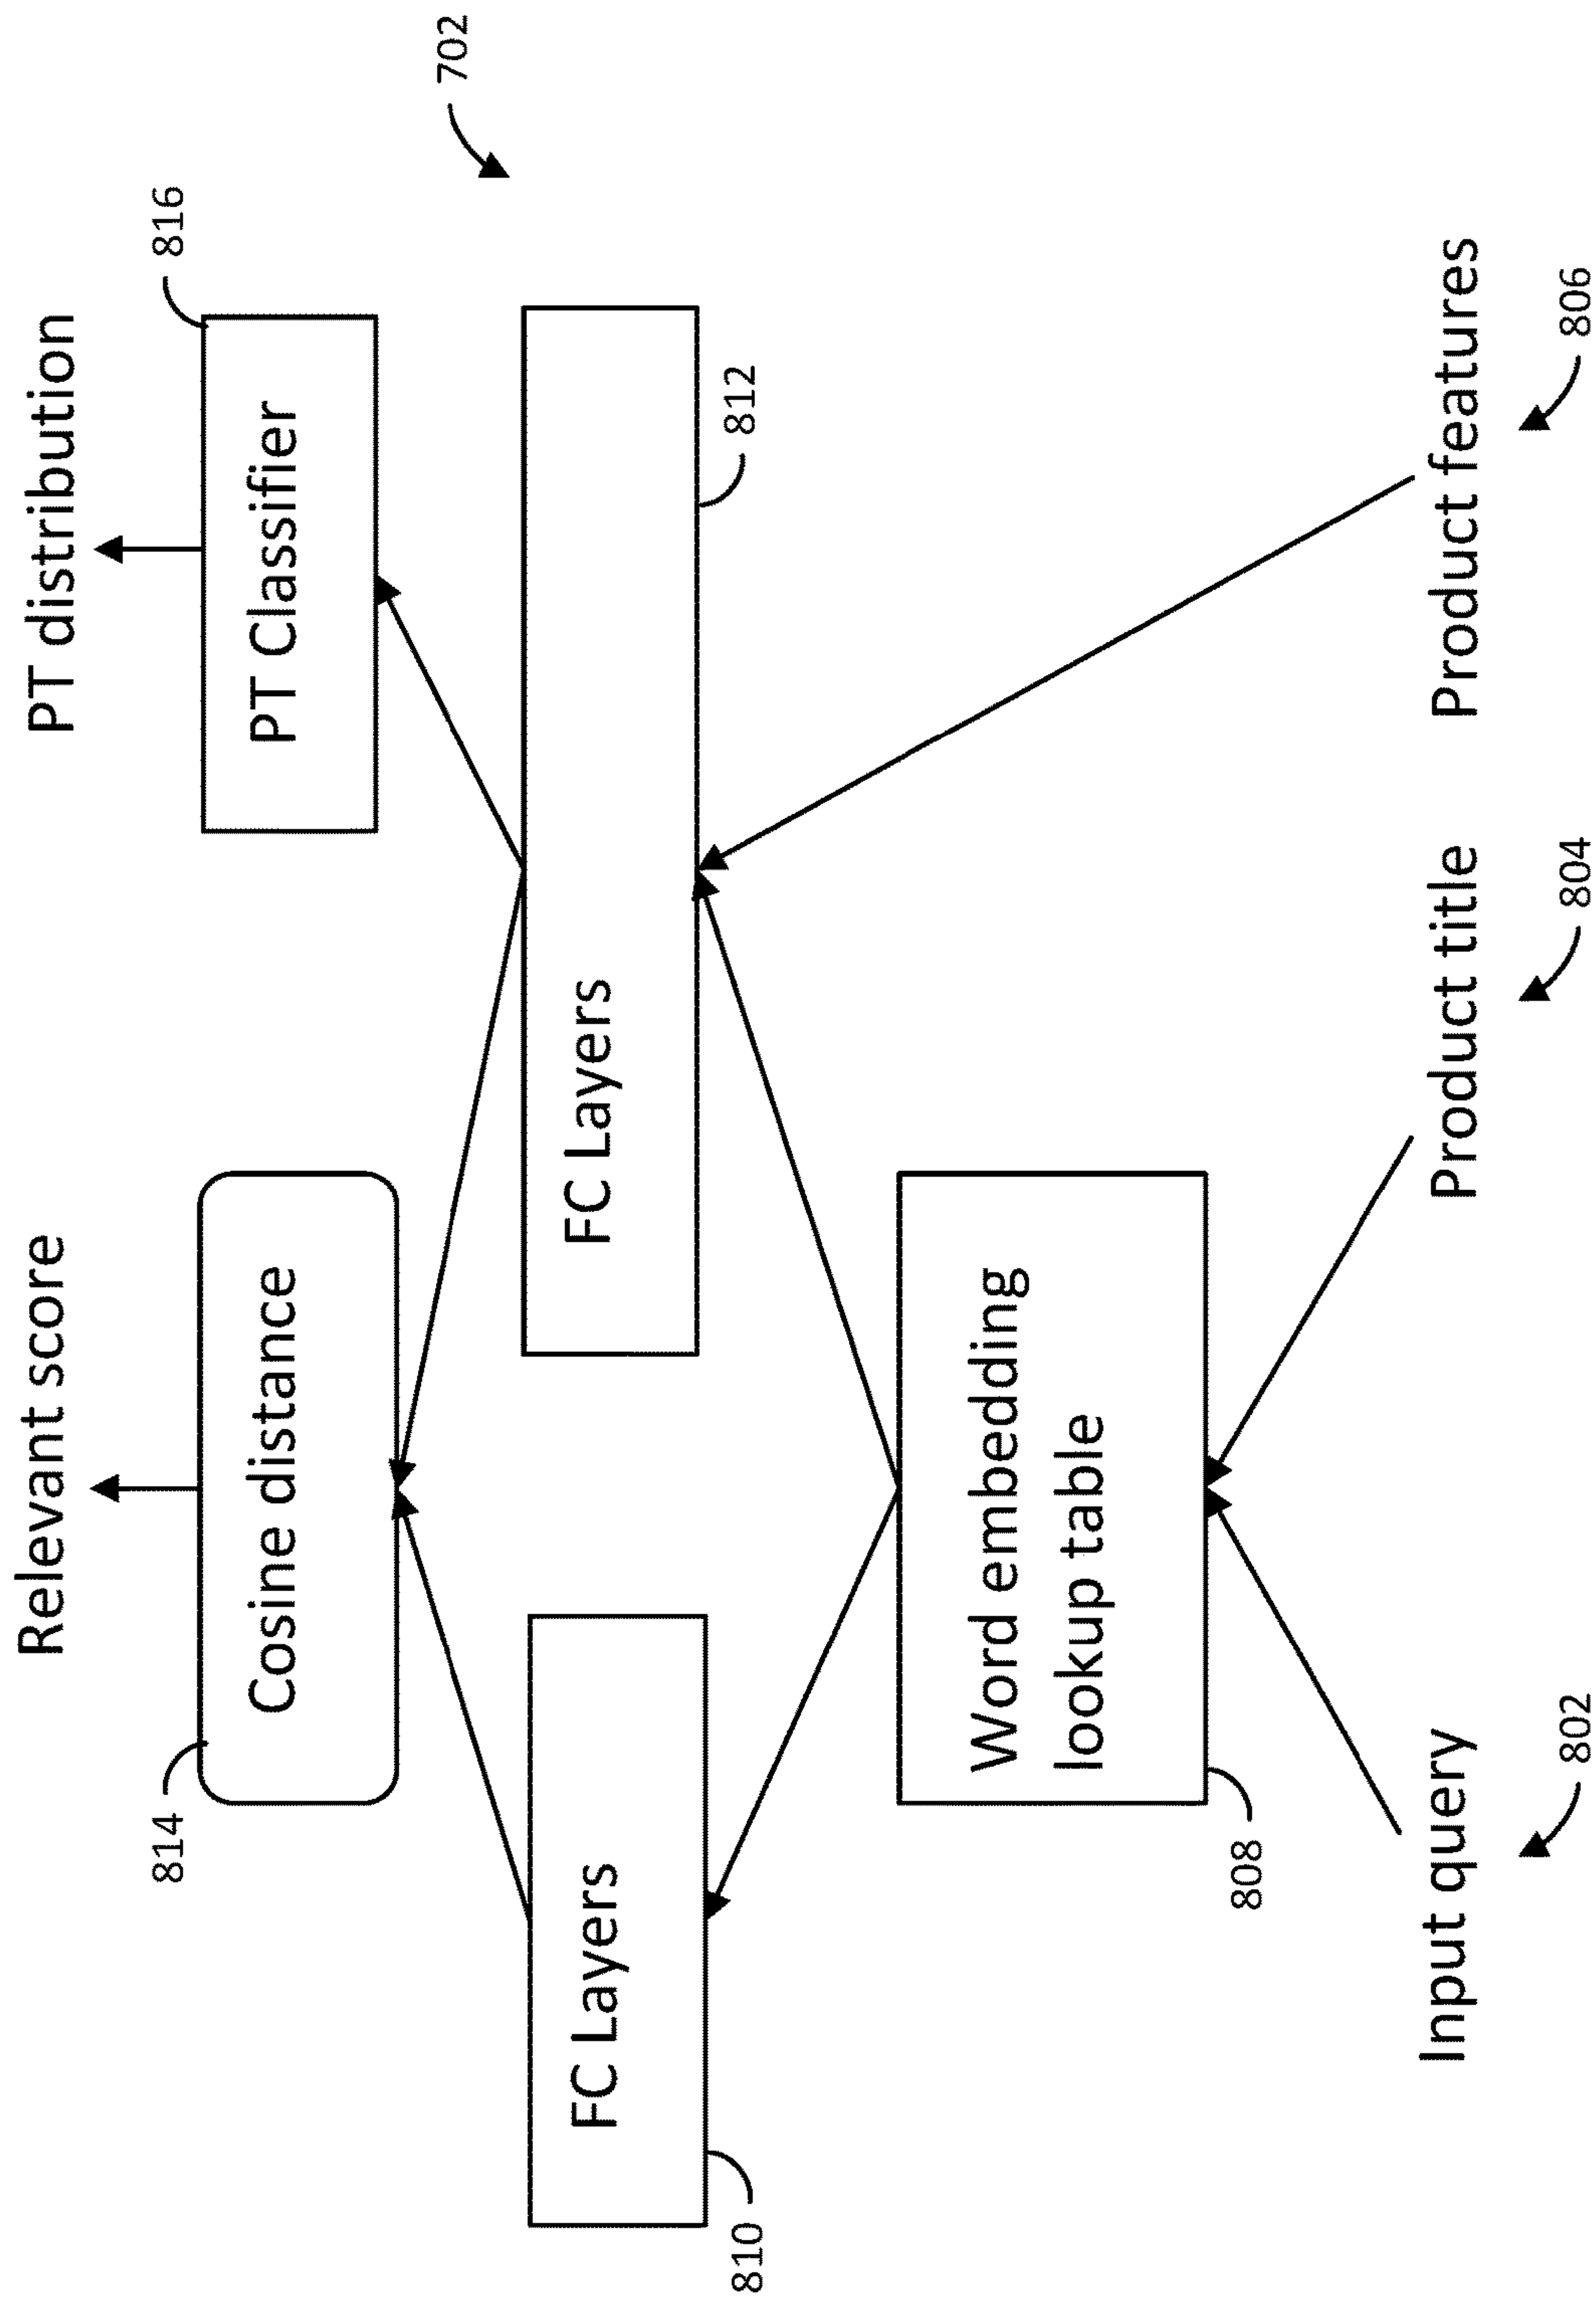 Relevant score
PT distribution
814
Cosine distance
PT Classifier
816
702
FC Layers
FC Layers
810
812
Word embedding
lookup table
808
Input query
Product title
Product features
802
804
806